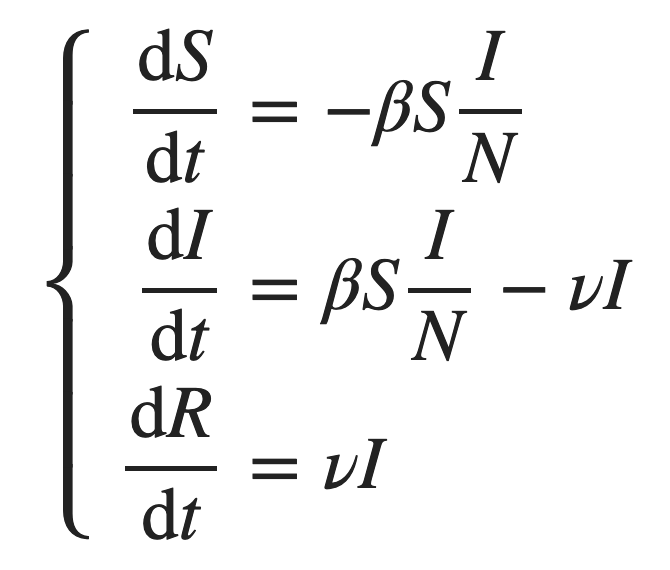 dS/dt = −βS I/N
dI/dt = βS I/N − νI
dR/dt = νI